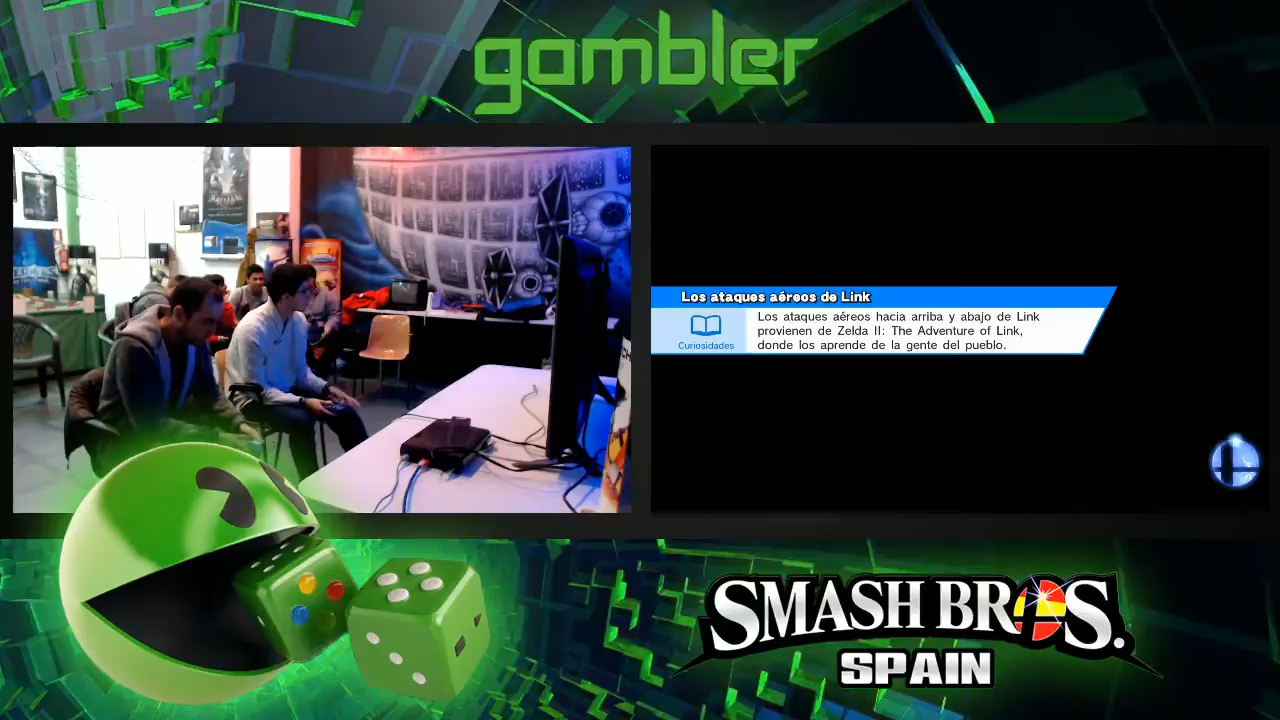 gambler
Los ataques aéreos de Link
Curiosidades
Los ataques aéreos hacia arriba y abajo de Link
provienen de Zelda II: The Adventure of Link,
donde los aprende de la gente del pueblo.
SMASH BROS.
SPAIN